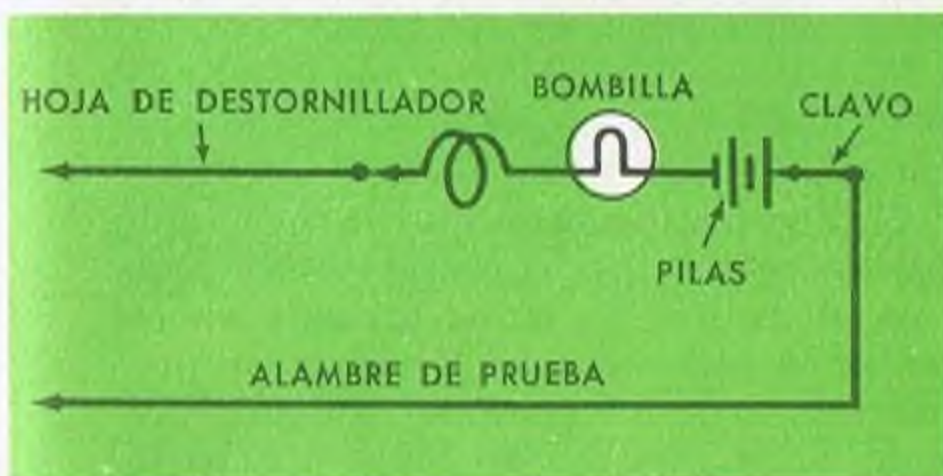 HOJA DE DESTORNILLADOR
BOMBILLA
CLAVO
PILAS
ALAMBRE DE PRUEBA